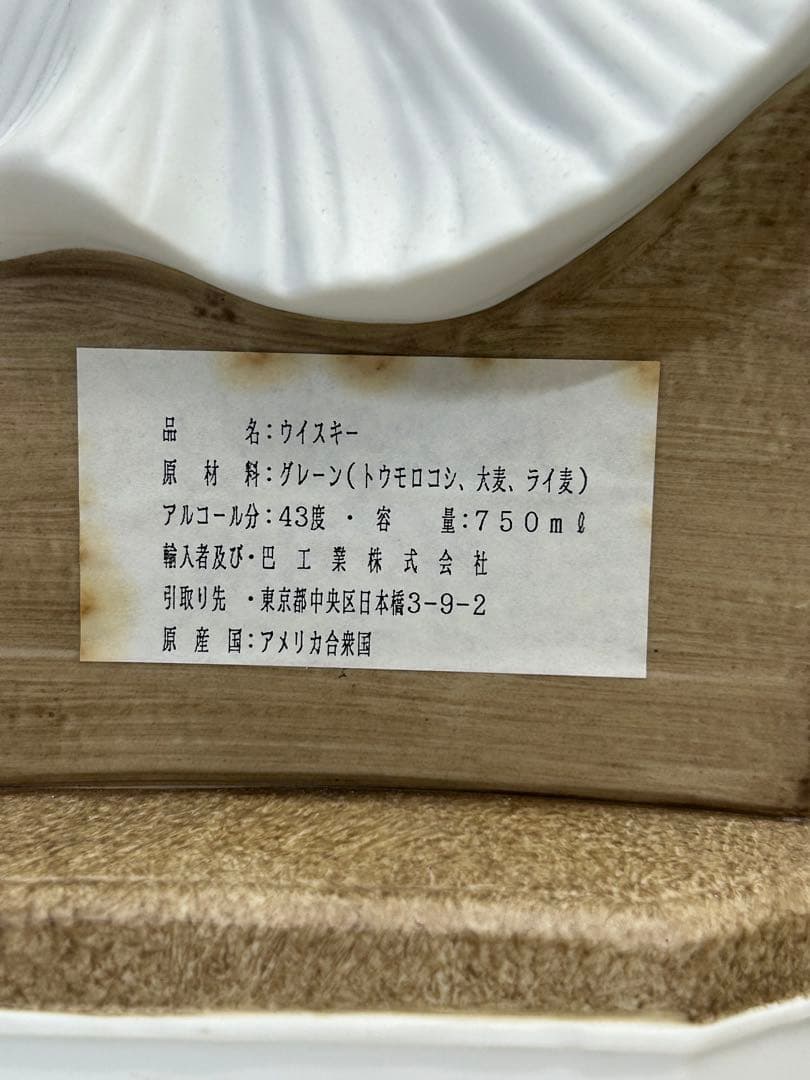 品　　　名：ウイスキー
原　材　料：グレーン（トウモロコシ、大麦、ライ麦）
アルコール分：43度 ・ 容　　量：７５０ｍℓ
輸入者及び・巴 工 業 株 式 会 社
引取り先 ・東京都中央区日本橋3-9-2
原　産　国：アメリカ合衆国